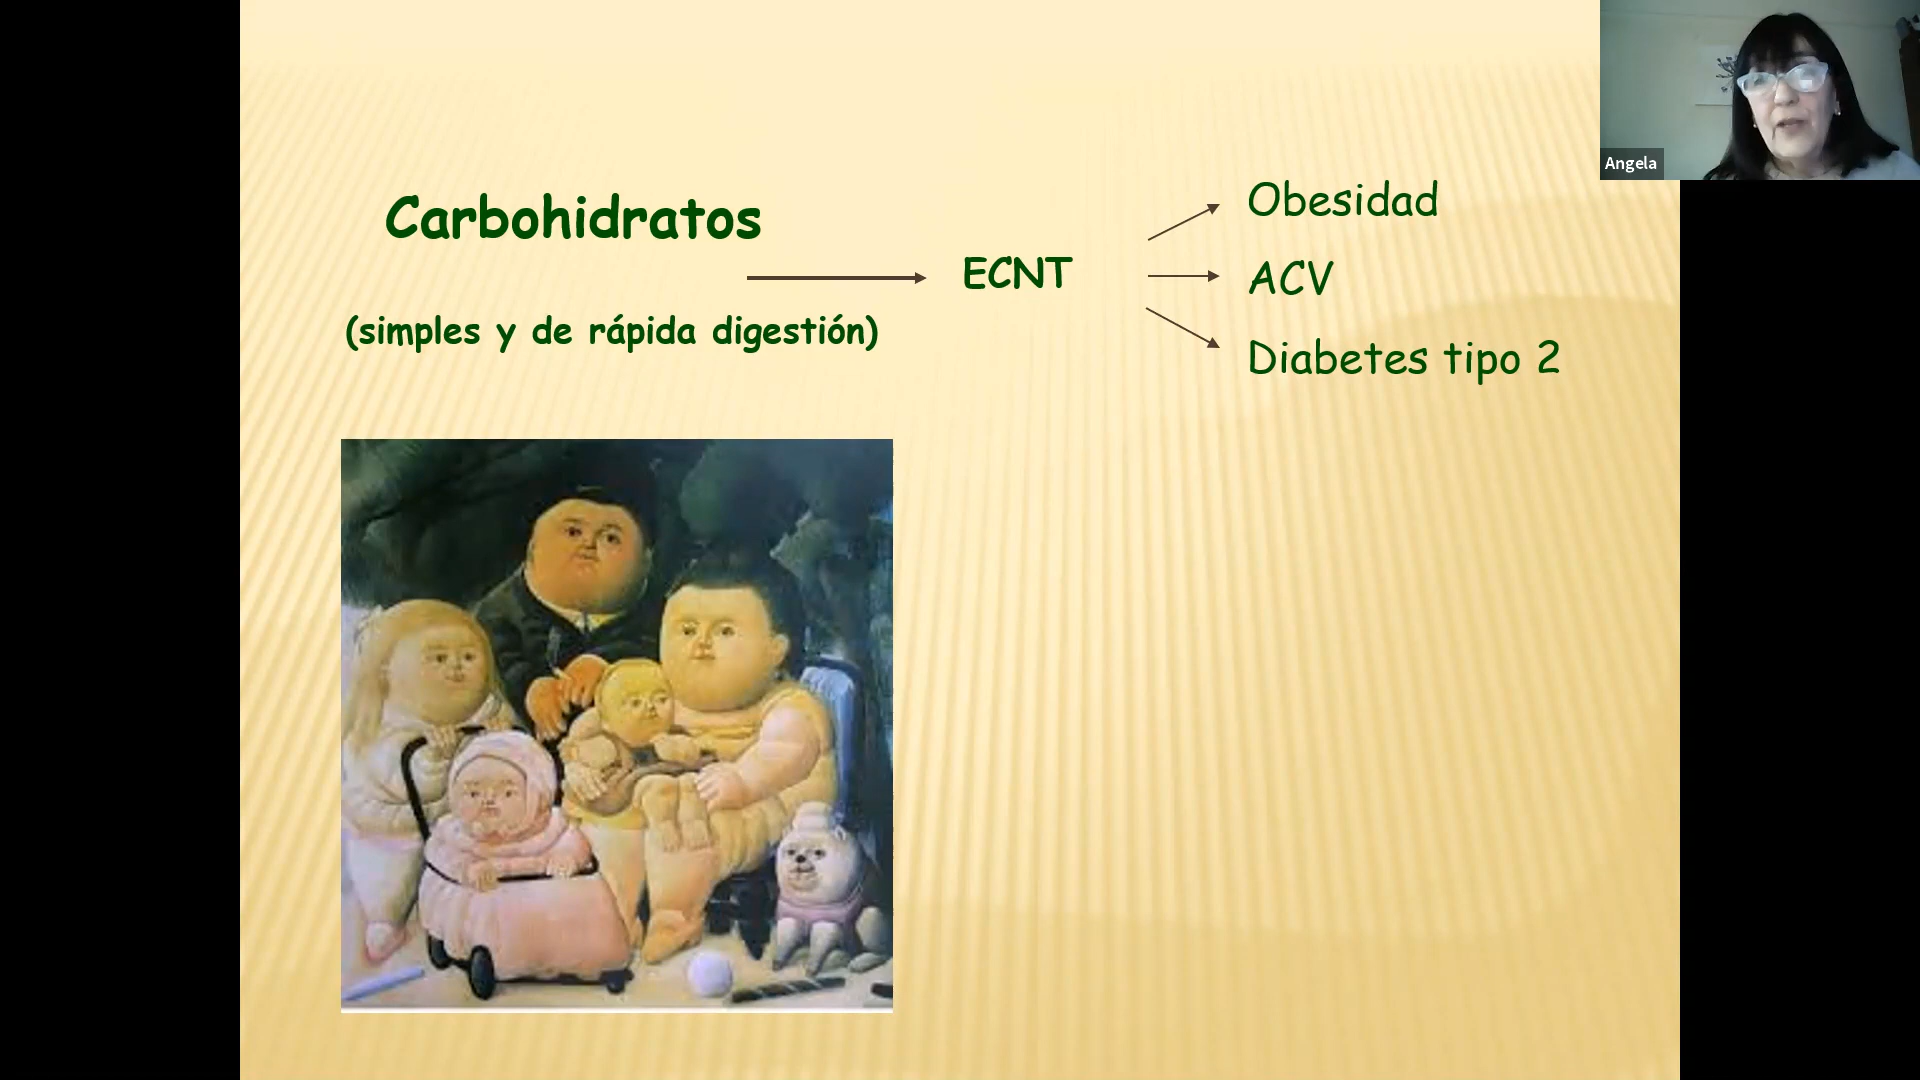 Carbohidratos
(simples y de rápida digestión)
ECNT
Obesidad
ACV
Diabetes tipo 2
Angela